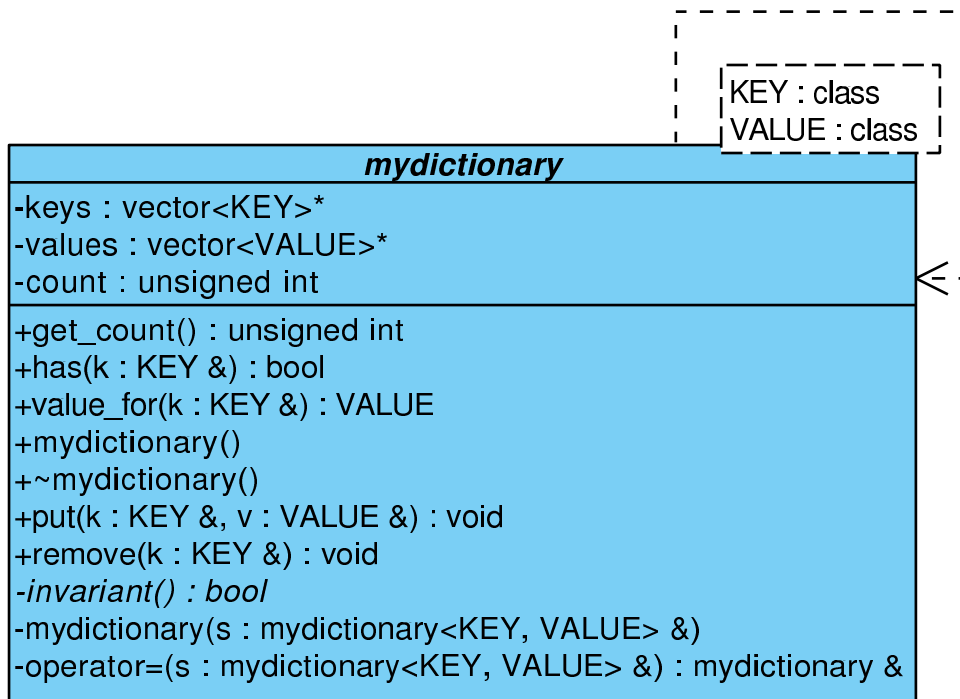 KEY : class
VALUE : class
mydictionary
-keys : vector<KEY>*
-values : vector<VALUE>*
-count : unsigned int
+get_count() : unsigned int
+has(k : KEY &) : bool
+value_for(k : KEY &) : VALUE
+mydictionary()
+~mydictionary()
+put(k : KEY &, v : VALUE &) : void
+remove(k : KEY &) : void
-invariant() : bool
-mydictionary(s : mydictionary<KEY, VALUE> &)
-operator=(s : mydictionary<KEY, VALUE> &) : mydictionary &